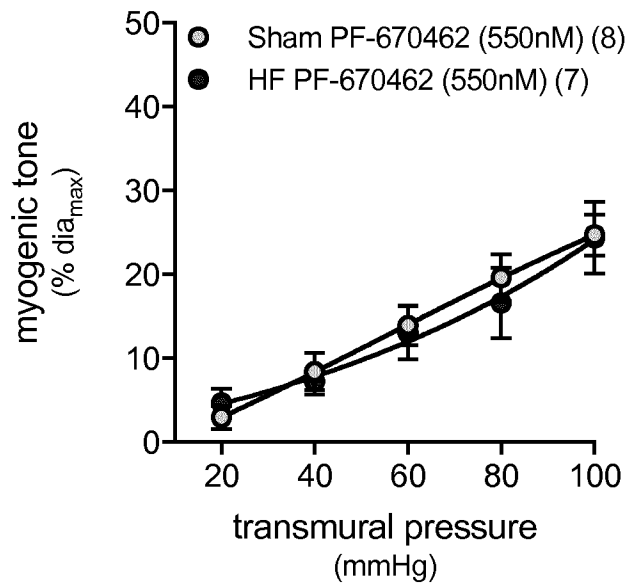 Sham PF-670462 (550nM) (8)
HF PF-670462 (550nM) (7)
50
40
30
20
10
0
myogenic tone
(% dia_max)
20 40 60 80 100
transmural pressure
(mmHg)